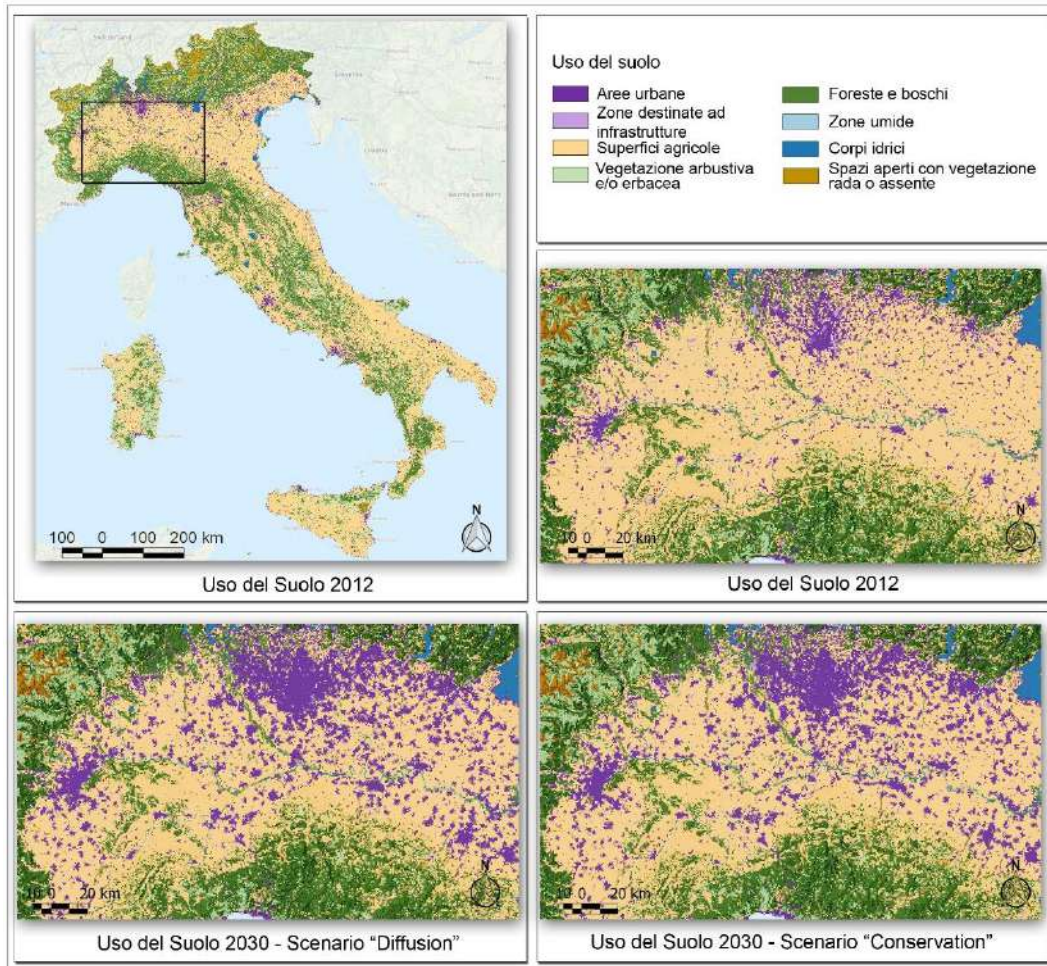 Switzerland
Slovenia
Croatia
100 0 100 200 km
N
Uso del Suolo 2012
Uso del suolo
Aree urbane
Zone destinate ad
infrastrutture
Superfici agricole
Vegetazione arbustiva
e/o erbacea
Foreste e boschi
Zone umide
Corpi idrici
Spazi aperti con vegetazione
rada o assente
10 0 20 km
N
Uso del Suolo 2012
10 0 20 km
N
Uso del Suolo 2030 - Scenario “Diffusion”
10 0 20 km
N
Uso del Suolo 2030 - Scenario “Conservation”